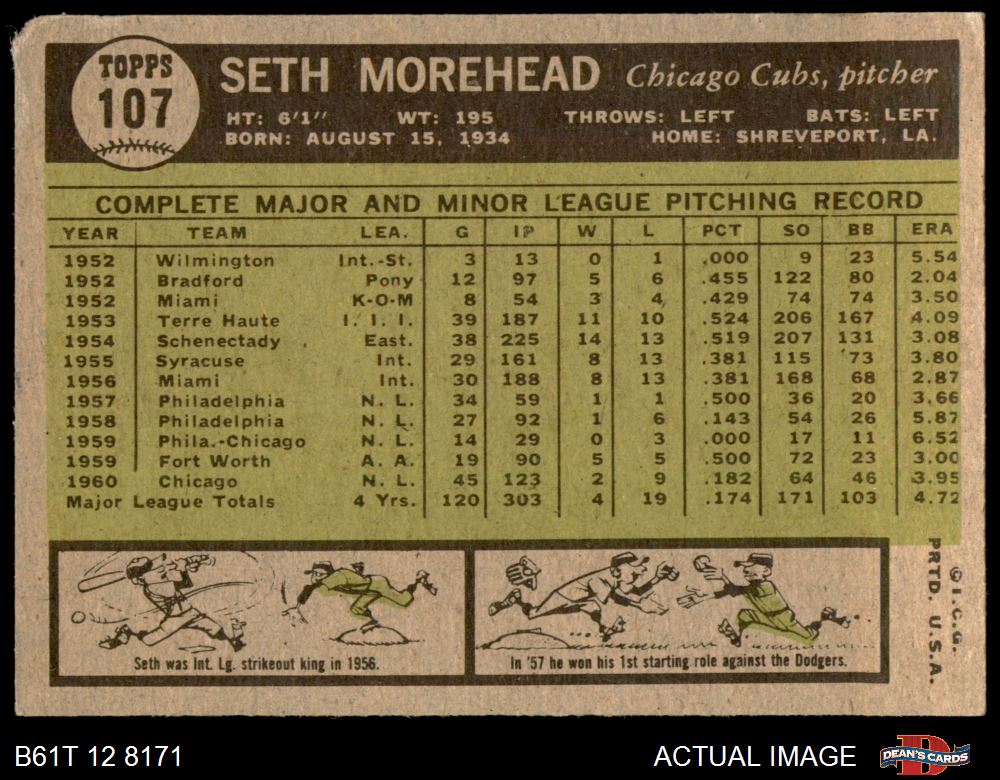 TOPPS
107
SETH MOREHEAD Chicago Cubs, pitcher
HT: 6'1" WT: 195 THROWS: LEFT BATS: LEFT
BORN: AUGUST 15, 1934 HOME: SHREVEPORT, LA.
COMPLETE MAJOR AND MINOR LEAGUE PITCHING RECORD
YEAR TEAM LEA. G IP W L PCT SO BB ERA
1952 Wilmington Int.-St. 3 13 0 1 .000 9 23 5.54
1952 Bradford Pony 12 97 5 6 .455 122 80 2.04
1952 Miami K-O-M 8 54 3 4 .429 74 74 3.50
1953 Terre Haute I. I. I. 39 187 11 10 .524 206 167 4.09
1954 Schenectady East. 38 225 14 13 .519 207 131 3.08
1955 Syracuse Int. 29 161 8 13 .381 115 73 3.80
1956 Miami Int. 30 188 8 13 .381 168 68 2.87
1957 Philadelphia N. L. 34 59 1 1 .500 36 20 3.66
1958 Philadelphia N. L. 27 92 1 6 .143 54 26 5.87
1959 Phila.-Chicago N. L. 14 29 0 3 .000 17 11 6.52
1959 Fort Worth A. A. 19 90 5 5 .500 72 23 3.00
1960 Chicago N. L. 45 123 2 9 .182 64 46 3.95
Major League Totals 4 Yrs. 120 303 4 19 .174 171 103 4.72
Seth was Int. Lg. strikeout king in 1956.
In '57 he won his 1st starting role against the Dodgers.
© T.C.G.
PRTD. U.S.A.
B61T 12 8171 ACTUAL IMAGE
DEAN'S CARDS